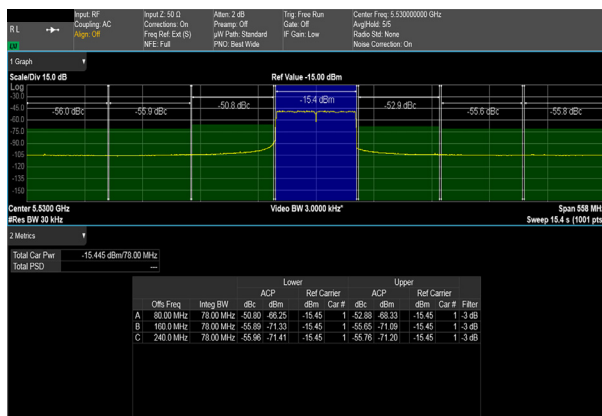 RL
Input: RF
Coupling: AC
Align: Off
Input Z: 50 Ω
Corrections: On
Freq Ref: Ext (S)
NFE: Full
Atten: 2 dB
Preamp: Off
µW Path: Standard
PNO: Best Wide
Trig: Free Run
Gate: Off
IF Gain: Low
Center Freq: 5.530000000 GHz
Avg|Hold: 5/5
Radio Std: None
Noise Correction: On
LV
1 Graph
Scale/Div 15.0 dB
Ref Value -15.00 dBm
Log
-30.0
-45.0
-60.0
-75.0
-90.0
-105
-120
-135
-150
-56.0 dBc
-55.9 dBc
-50.8 dBc
-15.4 dBm
-52.9 dBc
-55.6 dBc
-55.8 dBc
Center 5.5300 GHz
Video BW 3.0000 kHz*
Span 558 MH
#Res BW 30 kHz
Sweep 15.4 s (1001 pts
2 Metrics
Total Car Pwr -15.445 dBm/78.00 MHz
Total PSD ---
Lower Upper
ACP Ref Carrier ACP Ref Carrier
Offs Freq Integ BW dBc dBm dBm Car # dBc dBm dBm Car # Filter
A 80.00 MHz 78.00 MHz -50.80 -66.25 -15.45 1 -52.88 -68.33 -15.45 1 -3 dB
B 160.0 MHz 78.00 MHz -55.89 -71.33 -15.45 1 -55.65 -71.09 -15.45 1 -3 dB
C 240.0 MHz 78.00 MHz -55.96 -71.41 -15.45 1 -55.76 -71.20 -15.45 1 -3 dB